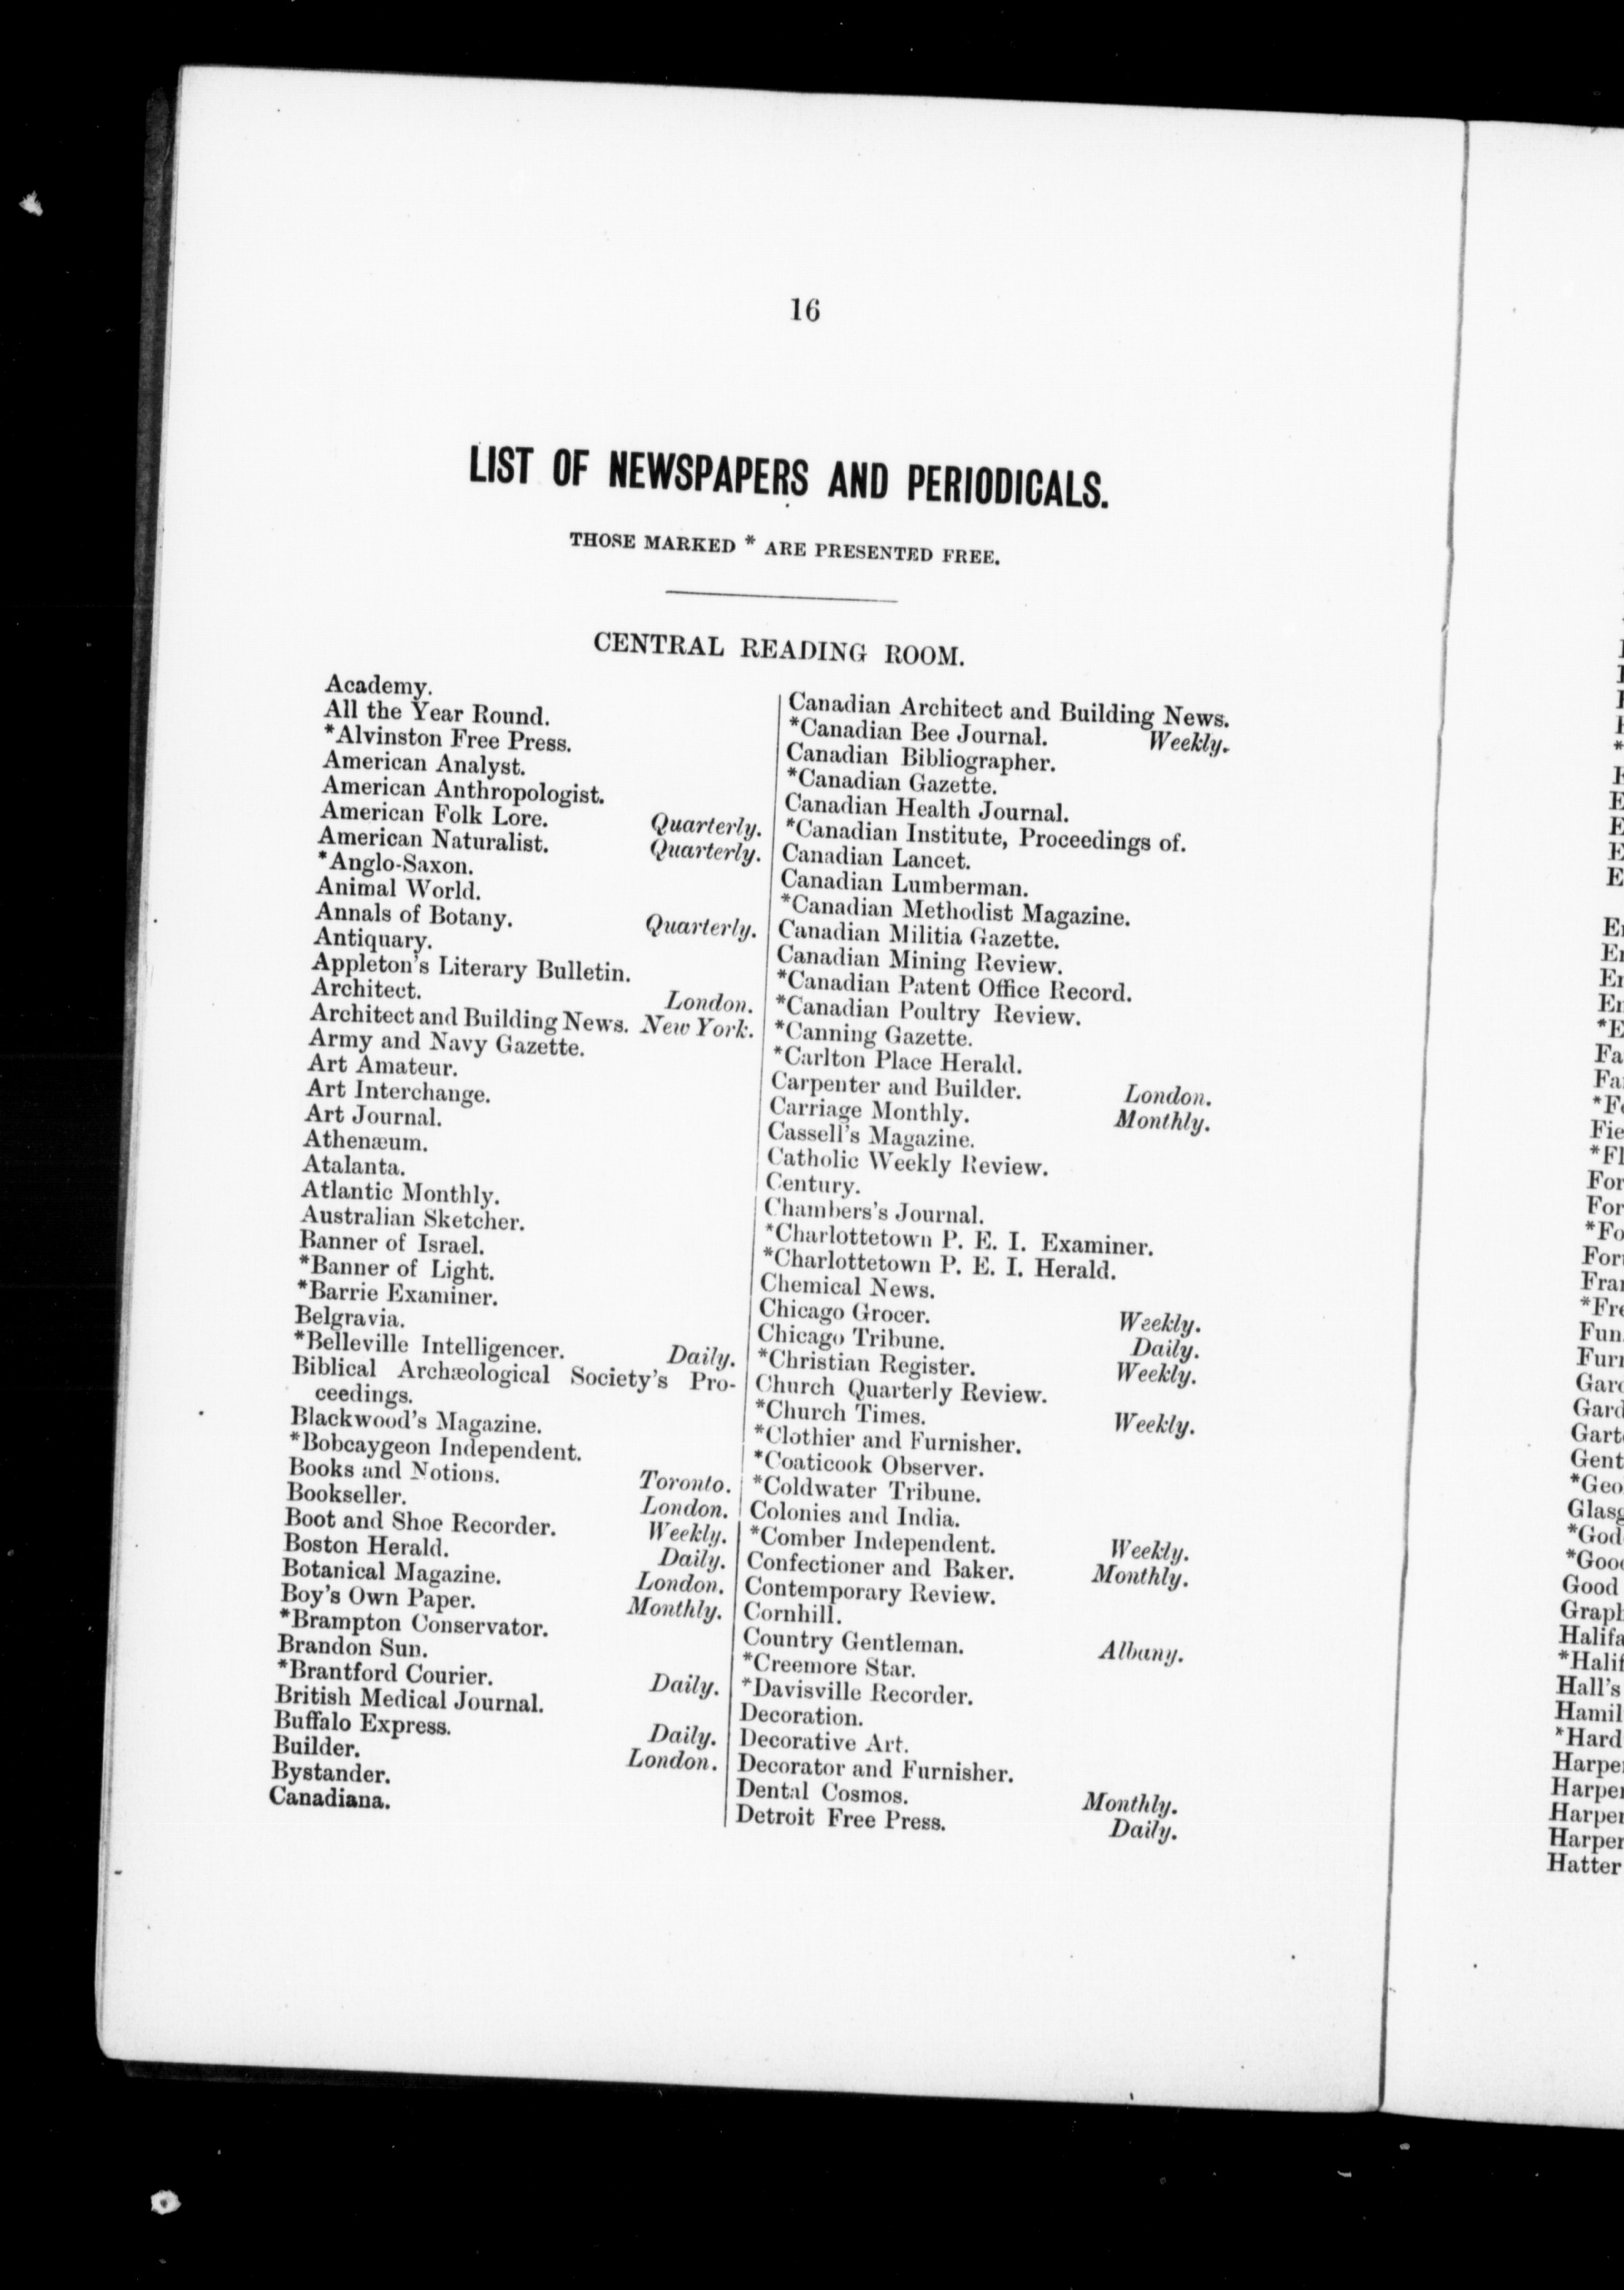 16
LIST OF NEWSPAPERS AND PERIODICALS.
THOSE MARKED * ARE PRESENTED FREE.
CENTRAL READING ROOM.
Academy.
All the Year Round.
*Alvinston Free Press.
American Analyst.
American Anthropologist.
American Folk Lore. Quarterly.
American Naturalist. Quarterly.
*Anglo-Saxon.
Animal World.
Annals of Botany. Quarterly.
Antiquary.
Appleton's Literary Bulletin.
Architect. London.
Architect and Building News. New York.
Army and Navy Gazette.
Art Amateur.
Art Interchange.
Art Journal.
Athenæum.
Atalanta.
Atlantic Monthly.
Australian Sketcher.
Banner of Israel.
*Banner of Light.
*Barrie Examiner.
Belgravia.
*Belleville Intelligencer. Daily.
Biblical Archæological Society's Pro-
ceedings.
Blackwood's Magazine.
*Bobcaygeon Independent.
Books and Notions. Toronto.
Bookseller. London.
Boot and Shoe Recorder. Weekly.
Boston Herald. Daily.
Botanical Magazine. London.
Boy's Own Paper. Monthly.
*Brampton Conservator.
Brandon Sun.
*Brantford Courier. Daily.
British Medical Journal.
Buffalo Express. Daily.
Builder. London.
Bystander.
Canadiana.
Canadian Architect and Building News.
*Canadian Bee Journal. Weekly.
Canadian Bibliographer.
*Canadian Gazette.
Canadian Health Journal.
*Canadian Institute, Proceedings of.
Canadian Lancet.
Canadian Lumberman.
*Canadian Methodist Magazine.
Canadian Militia Gazette.
Canadian Mining Review.
*Canadian Patent Office Record.
*Canadian Poultry Review.
*Canning Gazette.
*Carlton Place Herald.
Carpenter and Builder. London.
Carriage Monthly. Monthly.
Cassell's Magazine.
Catholic Weekly Review.
Century.
Chambers's Journal.
*Charlottetown P. E. I. Examiner.
*Charlottetown P. E. I. Herald.
Chemical News.
Chicago Grocer. Weekly.
Chicago Tribune. Daily.
*Christian Register. Weekly.
Church Quarterly Review.
*Church Times. Weekly.
*Clothier and Furnisher.
*Coaticook Observer.
*Coldwater Tribune.
Colonies and India.
*Comber Independent. Weekly.
Confectioner and Baker. Monthly.
Contemporary Review.
Cornhill.
Country Gentleman. Albany.
*Creemore Star.
*Davisville Recorder.
Decoration.
Decorative Art.
Decorator and Furnisher.
Dental Cosmos. Monthly.
Detroit Free Press. Daily.